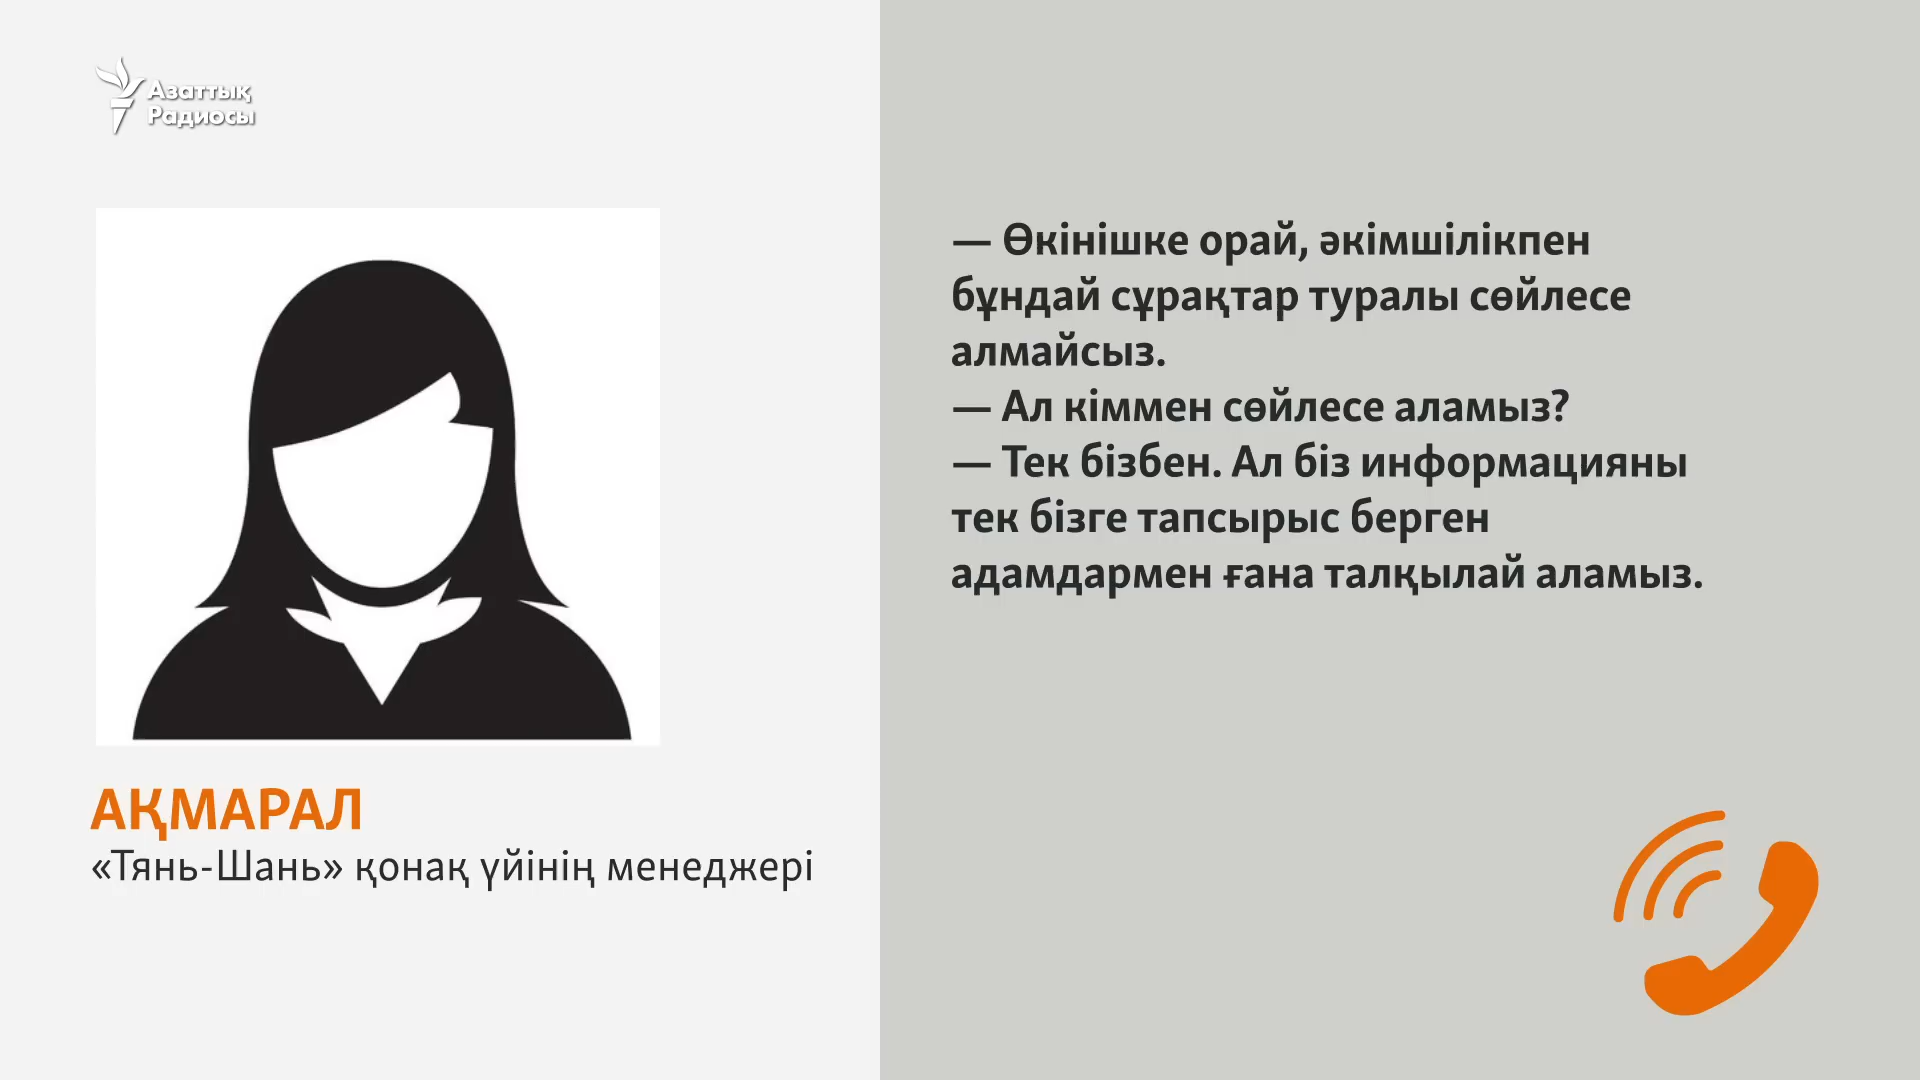 Азаттық
Радиосы
— Өкінішке орай, әкімшілікпен
бұндай сұрақтар туралы сөйлесе
алмайсыз.
— Ал кіммен сөйлесе аламыз?
— Тек бізбен. Ал біз информацияны
тек бізге тапсырыс берген
адамдармен ғана талқылай аламыз.
АҚМАРАЛ
«Тянь-Шань» қонақ үйінің менеджері